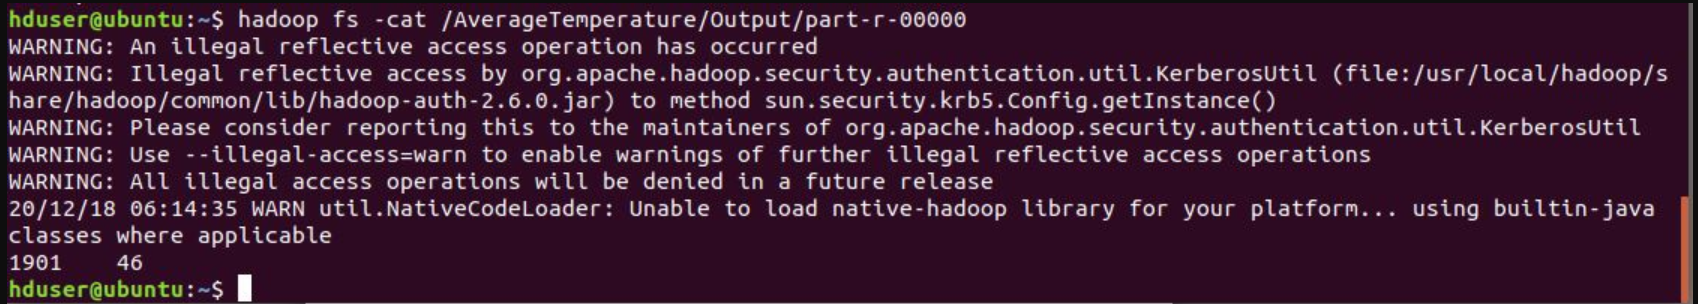 hduser@ubuntu:~$ hadoop fs -cat /AverageTemperature/Output/part-r-00000
WARNING: An illegal reflective access operation has occurred
WARNING: Illegal reflective access by org.apache.hadoop.security.authentication.util.KerberosUtil (file:/usr/local/hadoop/s
hare/hadoop/common/lib/hadoop-auth-2.6.0.jar) to method sun.security.krb5.Config.getInstance()
WARNING: Please consider reporting this to the maintainers of org.apache.hadoop.security.authentication.util.KerberosUtil
WARNING: Use --illegal-access=warn to enable warnings of further illegal reflective access operations
WARNING: All illegal access operations will be denied in a future release
20/12/18 06:14:35 WARN util.NativeCodeLoader: Unable to load native-hadoop library for your platform... using builtin-java
classes where applicable
1901    46
hduser@ubuntu:~$